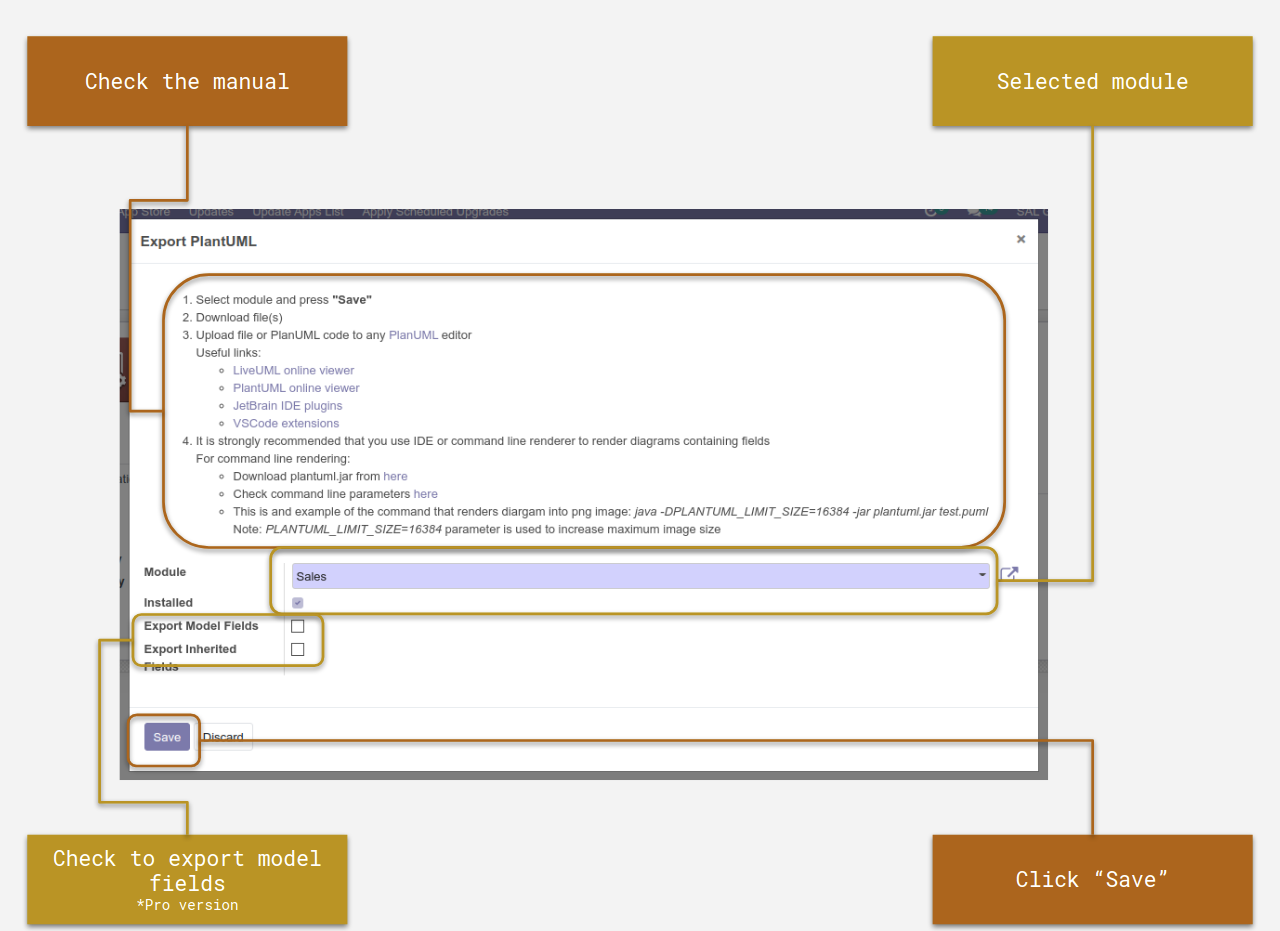 Check the manual
Selected module
App Store Updates Update Apps List Apply Scheduled Upgrades
Export PlantUML
×
1. Select module and press "Save"
2. Download file(s)
3. Upload file or PlanUML code to any PlanUML editor
Useful links:
LiveUML online viewer
PlantUML online viewer
JetBrain IDE plugins
VSCode extensions
4. It is strongly recommended that you use IDE or command line renderer to render diagrams containing fields
For command line rendering:
Download plantuml.jar from here
Check command line parameters here
This is and example of the command that renders diargam into png image: java -DPLANTUML_LIMIT_SIZE=16384 -jar plantuml.jar test.puml
Note: PLANTUML_LIMIT_SIZE=16384 parameter is used to increase maximum image size
Module
Sales
Installed
Export Model Fields
Export Inherited
Fields
Save Discard
Check to export model
fields
*Pro version
Click “Save”